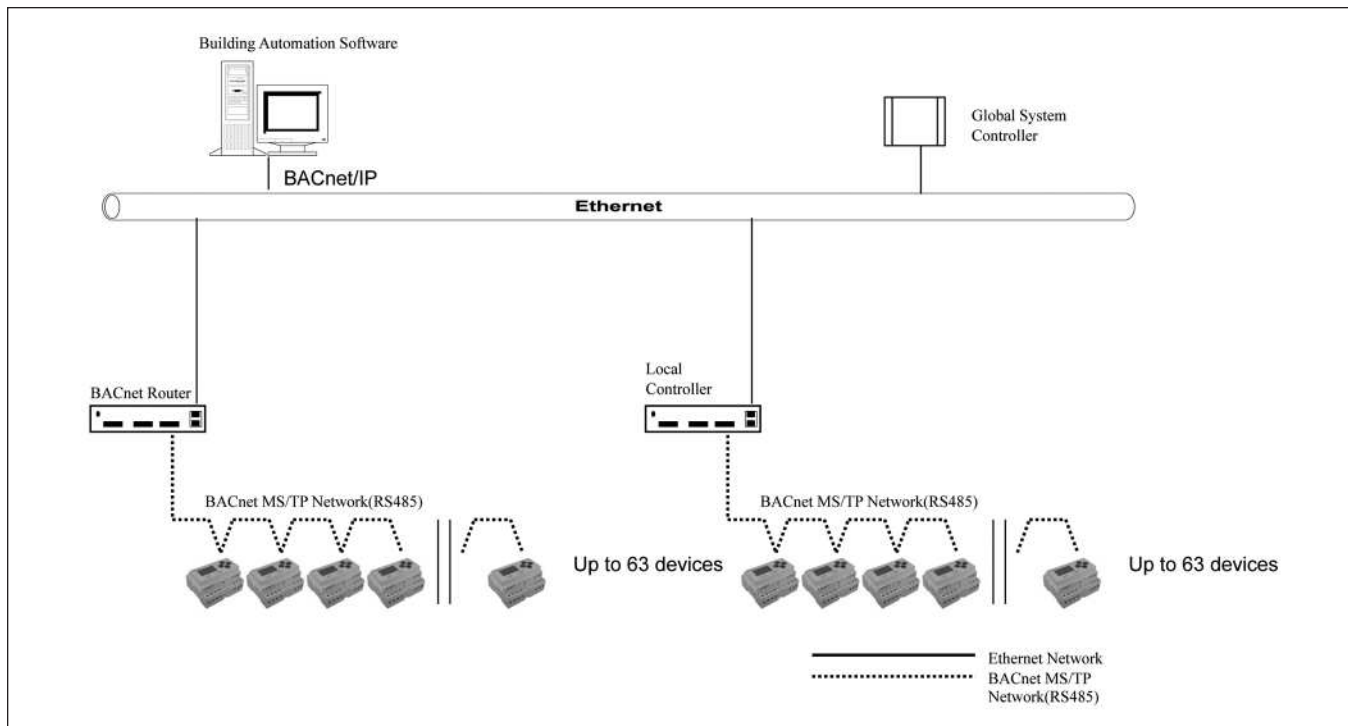 Building Automation Software
Global System
Controller
BACnet/IP
Ethernet
BACnet Router
Local
Controller
BACnet MS/TP Network(RS485)
BACnet MS/TP Network(RS485)
Up to 63 devices
Up to 63 devices
Ethernet Network
BACnet MS/TP
Network(RS485)